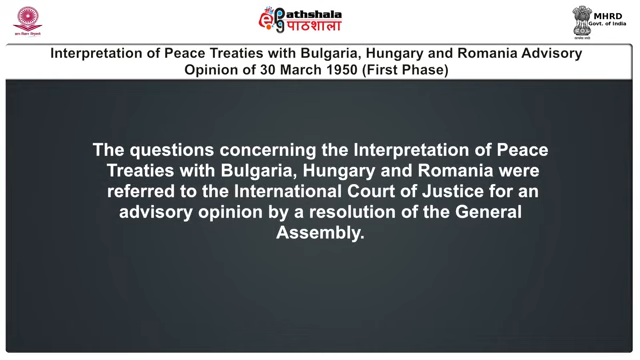 ePathshala
पाठशाला
MHRD
Govt. of India
Interpretation of Peace Treaties with Bulgaria, Hungary and Romania Advisory
Opinion of 30 March 1950 (First Phase)
The questions concerning the Interpretation of Peace
Treaties with Bulgaria, Hungary and Romania were
referred to the International Court of Justice for an
advisory opinion by a resolution of the General
Assembly.